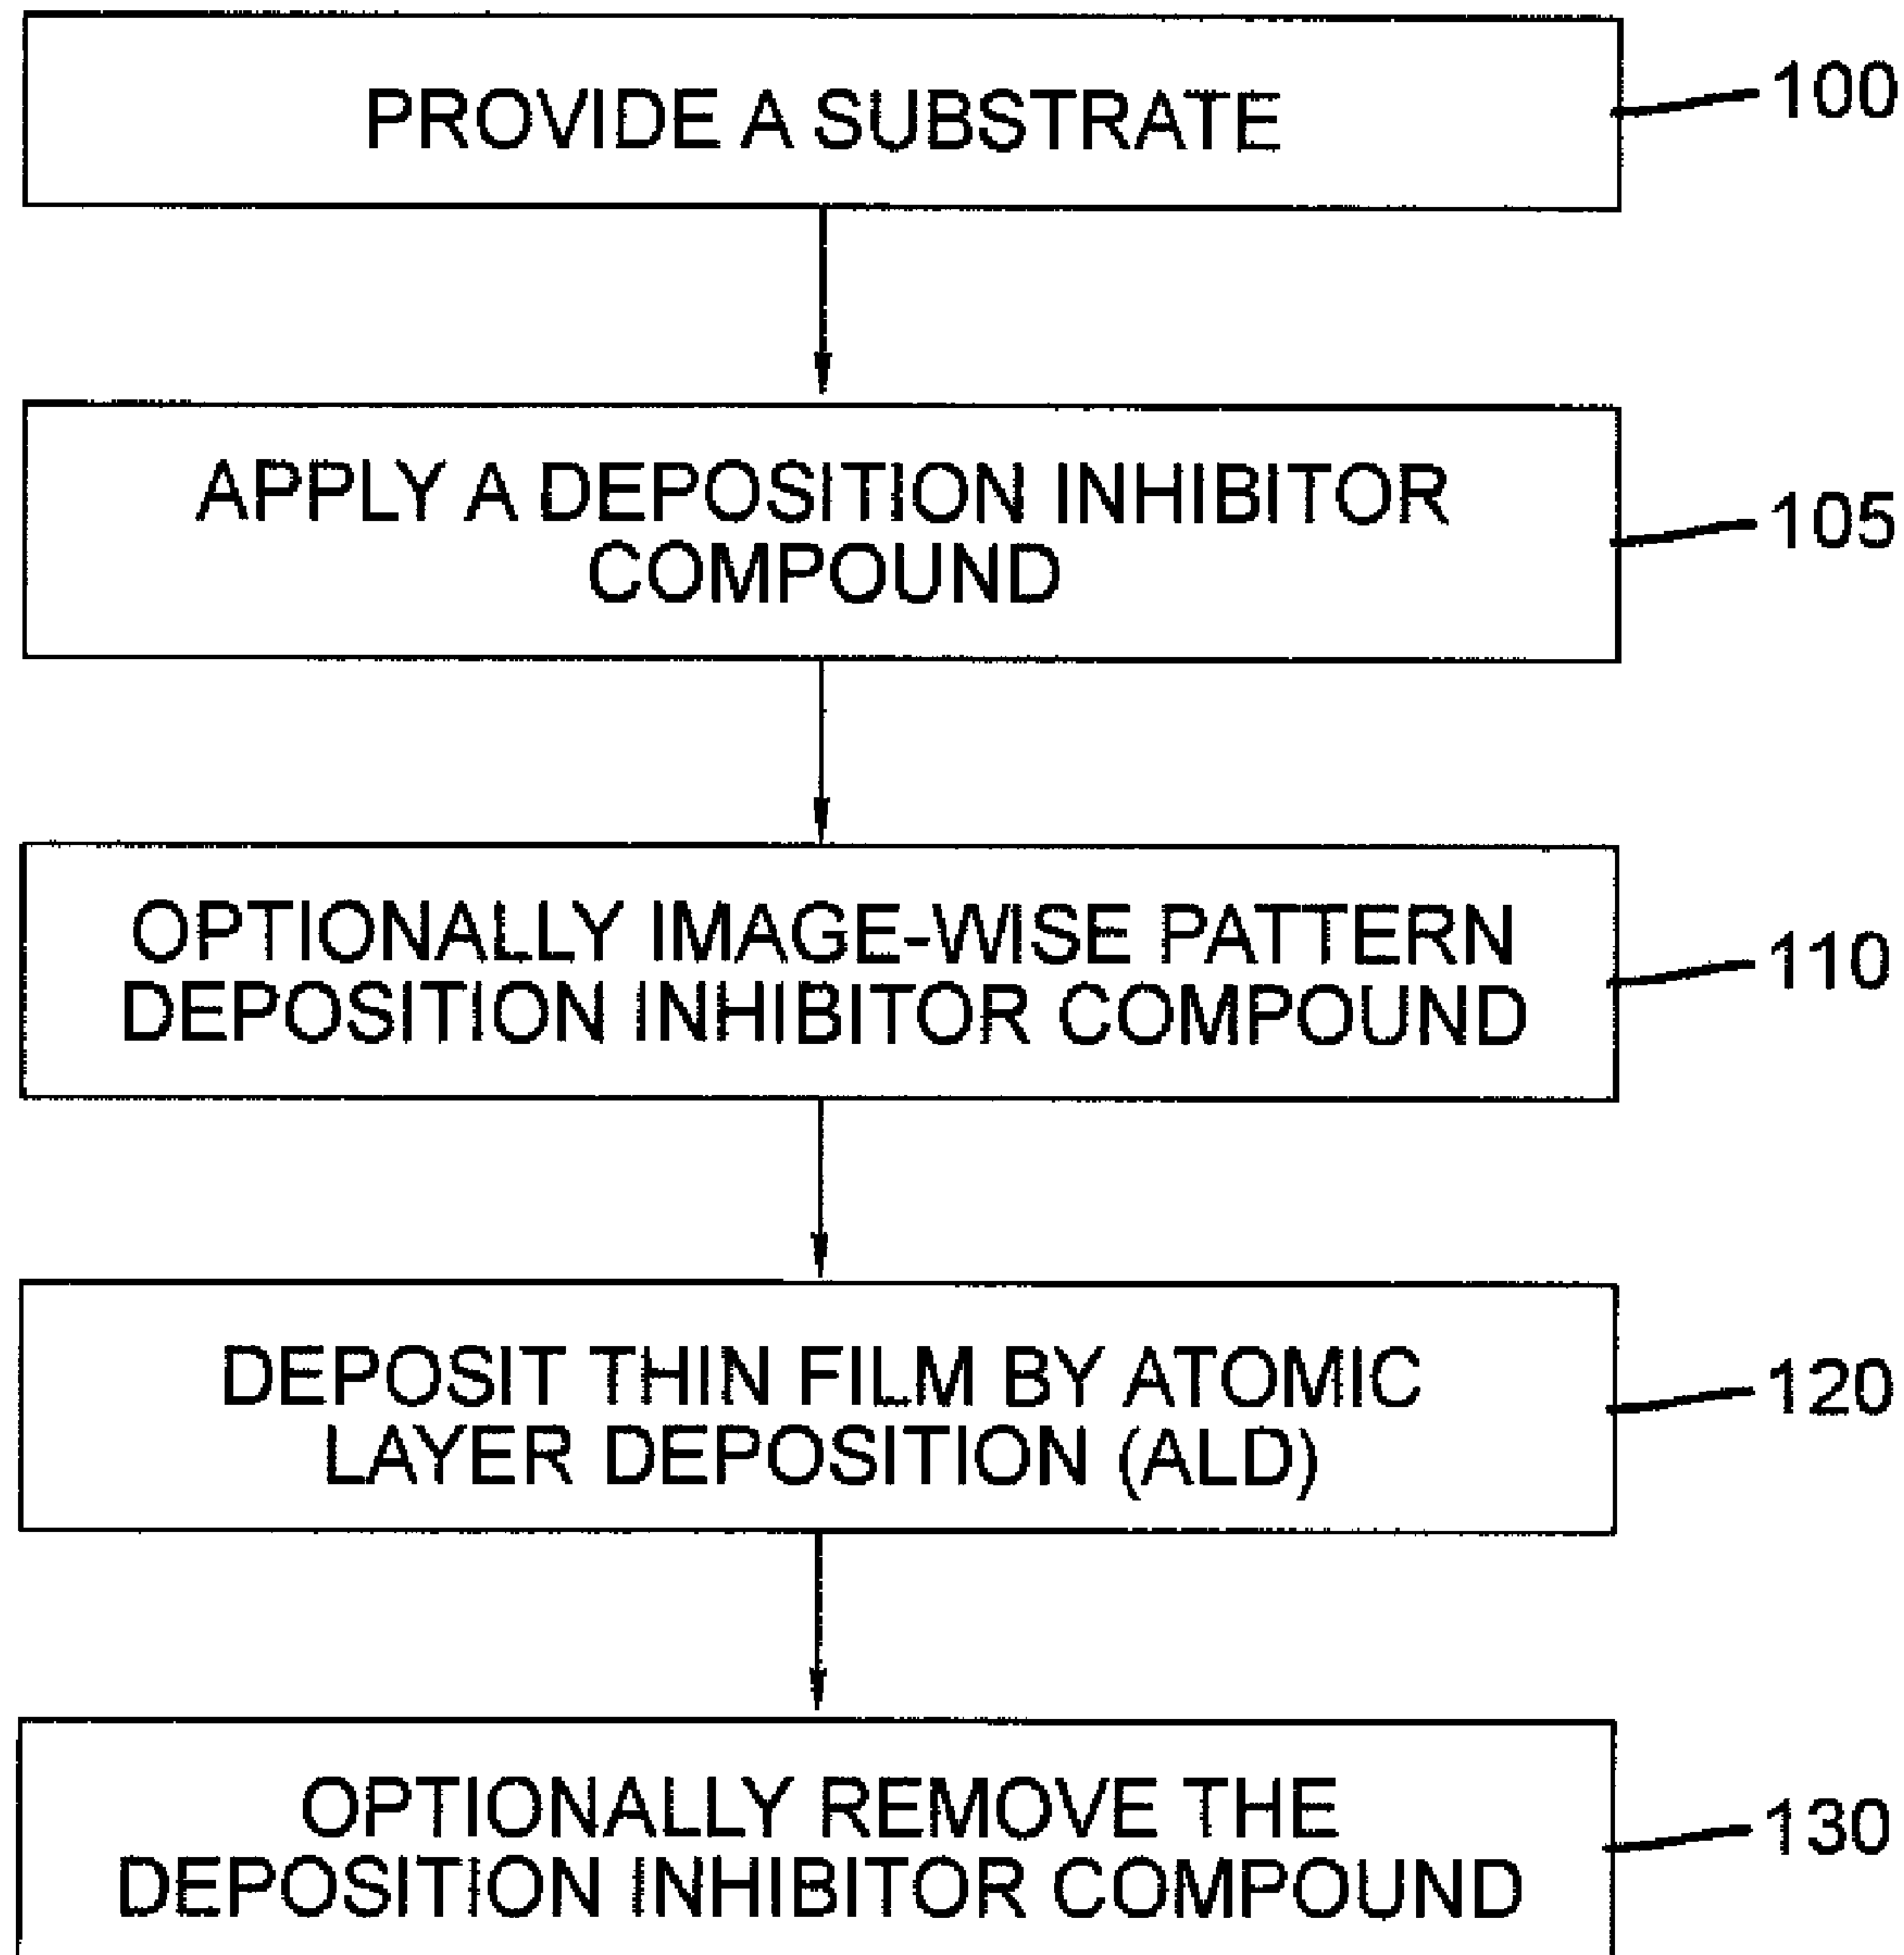 PROVIDE A SUBSTRATE
100
APPLY A DEPOSITION INHIBITOR
COMPOUND
105
OPTIONALLY IMAGE-WISE PATTERN
DEPOSITION INHIBITOR COMPOUND
110
DEPOSIT THIN FILM BY ATOMIC
LAYER DEPOSITION (ALD)
120
OPTIONALLY REMOVE THE
DEPOSITION INHIBITOR COMPOUND
130